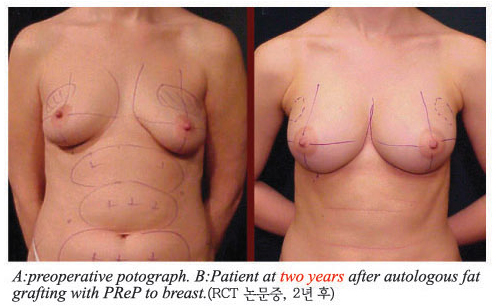 A:preoperative potograph. B:Patient at two years after autologous fat
grafting with PReP to breast.(RCT 논문중, 2년 후)